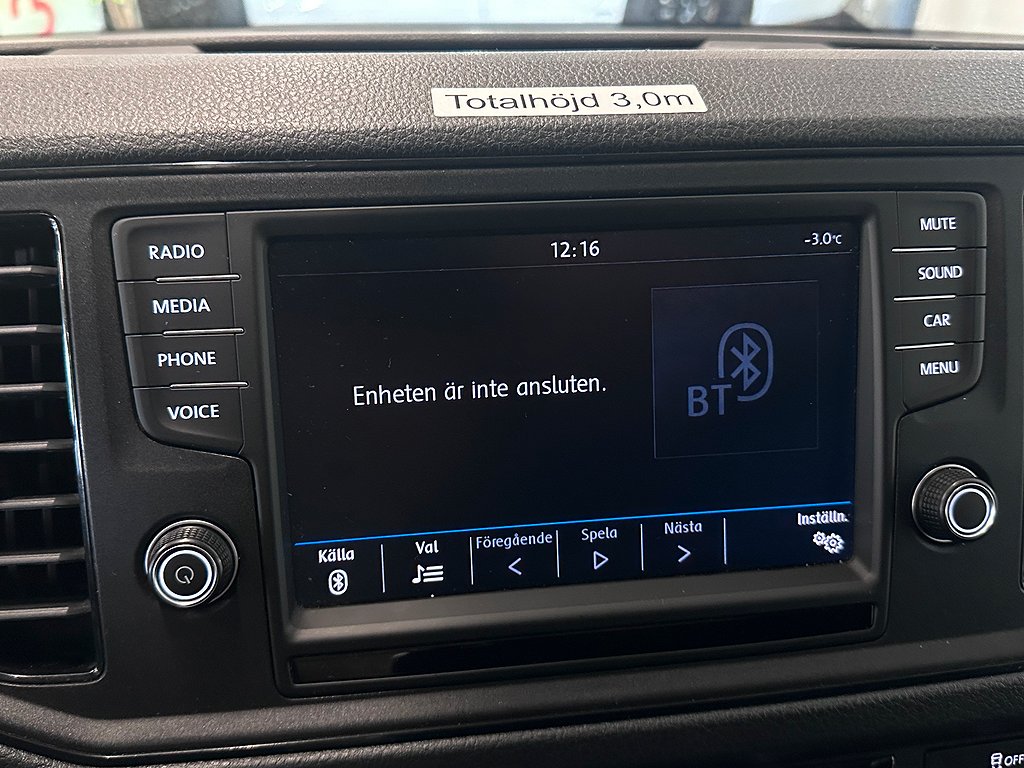 Totalhöjd 3,0m
RADIO
MEDIA
PHONE
VOICE
12:16
-3.0°C
Enheten är inte ansluten.
BT
Källa
Val
Föregående
Spela
Nästa
Inställn.
MUTE
SOUND
CAR
MENU
OFF